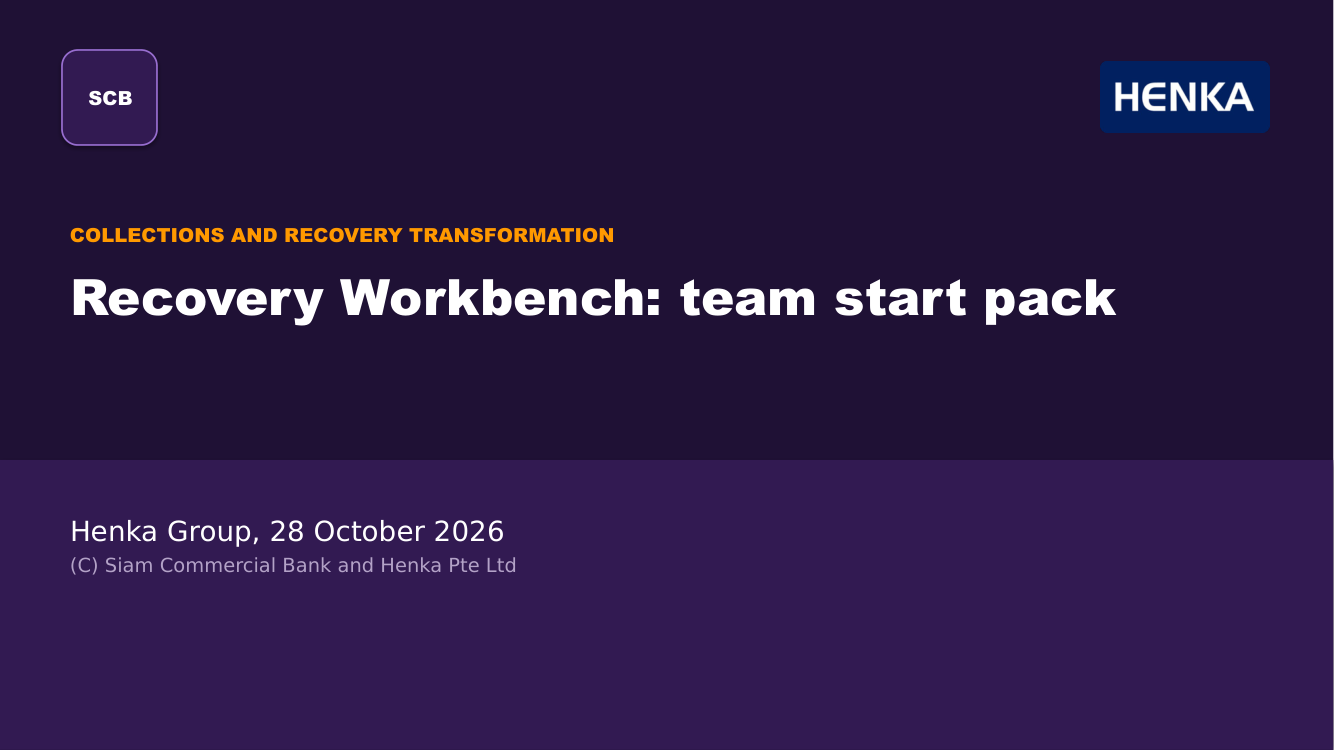 SCB
HENKA
COLLECTIONS AND RECOVERY TRANSFORMATION
Recovery Workbench: team start pack
Henka Group, 28 October 2026
(C) Siam Commercial Bank and Henka Pte Ltd